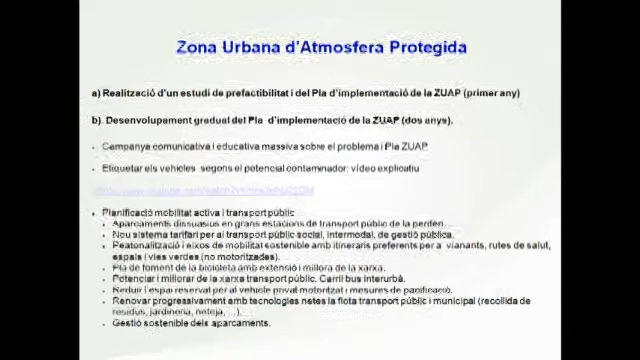 Zona Urbana d'Atmosfera Protegida
a) Realització d'un estudi de prefactibilitat i del Pla d'implementació de la ZUAP (primer any)
b) Desenvolupament gradual del Pla d'implementació de la ZUAP (dos anys).
• Campanya comunicativa i educativa massiva sobre el problema i Pla ZUAP
• Etiquetar els vehicles segons el potencial contaminador: vídeo explicatiu
• Planificació mobilitat activa i transport públic
• Aparcaments dissuasius en grans estacions de transport públic de la perifèri.
• Nou sistema tarifari per al transport públic social, intermodal, de gestió pública.
• Peatonalització i eixos de mobilitat sostenible amb itineraris preferents per a vianants, rutes de salut,
espais i vies verdes (no motoritzades).
• Pla de foment de la bicicleta amb extensió i millora de la xarxa.
• Potenciar i millorar de la xarxa transport públic. Carril bus interurbà.
• Reduir l'espai reservat per al vehicle privat motoritzat i mesures de pacificació.
• Renovar progressivament amb tecnologies netes la flota transport públic i municipal (recollida de
residus, jardineria, neteja, ...).
• Gestió sostenible dels aparcaments.